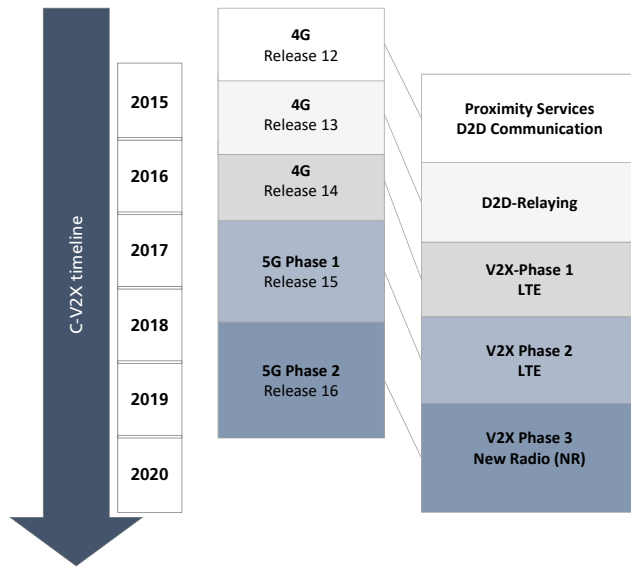 C-V2X timeline
2015
2016
2017
2018
2019
2020
4G
Release 12
4G
Release 13
4G
Release 14
5G Phase 1
Release 15
5G Phase 2
Release 16
Proximity Services
D2D Communication
D2D-Relaying
V2X-Phase 1
LTE
V2X Phase 2
LTE
V2X Phase 3
New Radio (NR)